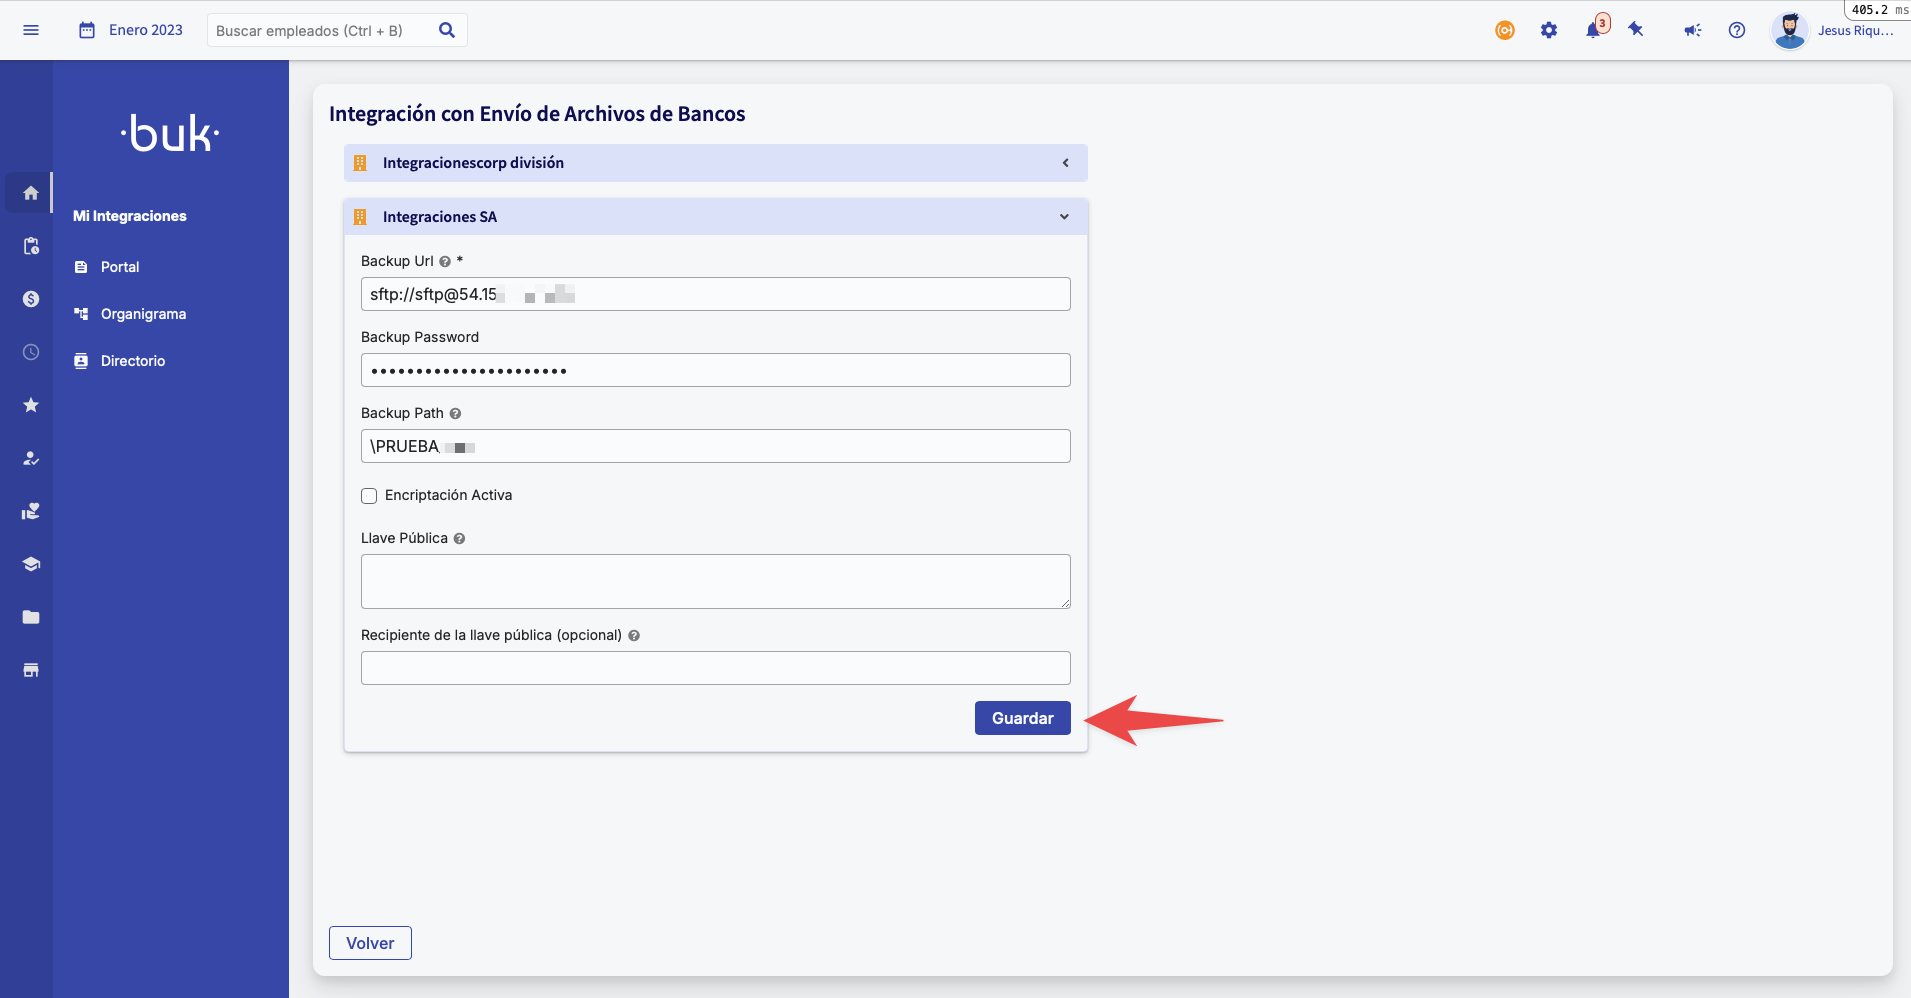 405.2 ms
Enero 2023
Buscar empleados (Ctrl + B)
3
Jesus Riqu...
·buk·
Mi Integraciones
Portal
Organigrama
Directorio
Integración con Envío de Archivos de Bancos
Integracionescorp división
Integraciones SA
Backup Url ? *
sftp://sftp@54.15
Backup Password
••••••••••••••••••••••
Backup Path ?
\PRUEBA
Encriptación Activa
Llave Pública ?
Recipiente de la llave pública (opcional) ?
Guardar
Volver